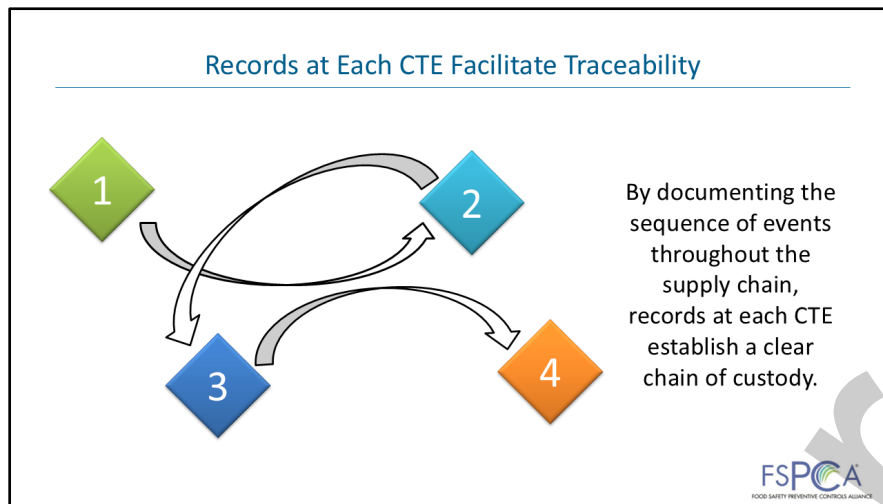 Records at Each CTE Facilitate Traceability
1
2
3
4
By documenting the
sequence of events
throughout the
supply chain,
records at each CTE
establish a clear
chain of custody.
FSPCA
FOOD SAFETY PREVENTIVE CONTROLS ALLIANCE